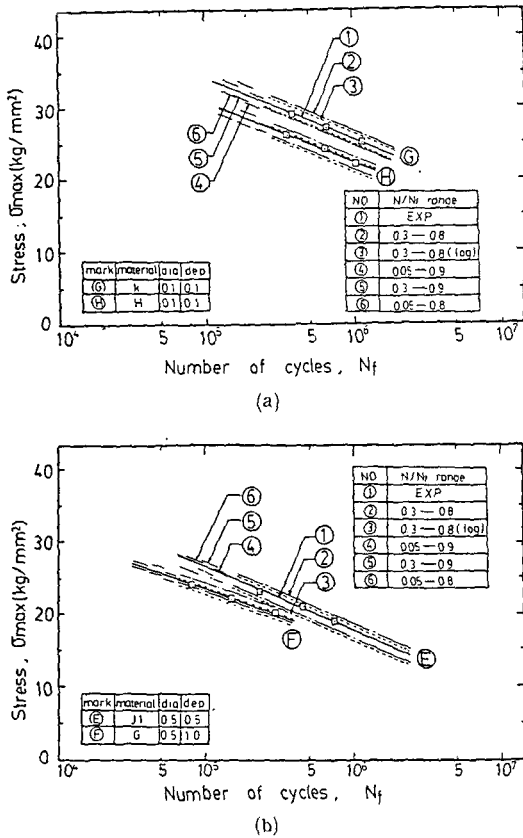 40
30
20
10
0
Stress, σmax(kg/mm²)
① ② ③
⑥ ⑤ ④
Ⓖ
Ⓗ
mark material dia dep
Ⓖ k 0.1 0.1
Ⓗ H 0.1 0.1
NO N/Nf range
① EXP
② 0.3—0.8
③ 0.3—0.8(log)
④ 0.05—0.9
⑤ 0.3—0.9
⑥ 0.05—0.8
10⁴ 10⁵ 5 10⁶ 5 10⁷
Number of cycles, Nf
(a)
40
30
20
10
0
Stress, σmax(kg/mm²)
⑥ ⑤ ④
① ② ③
Ⓕ
Ⓔ
NO N/Nf range
① EXP
② 0.3—0.8
③ 0.3—0.8(log)
④ 0.05—0.9
⑤ 0.3—0.9
⑥ 0.05—0.8
mark material dia dep
Ⓔ J1 0.5 0.5
Ⓕ G 0.5 1.0
10⁴ 10⁵ 5 10⁶ 5 10⁷
Number of cycles, Nf
(b)